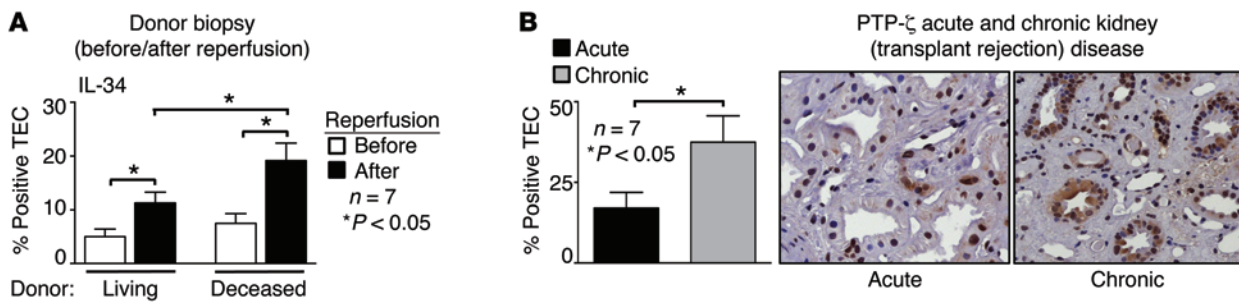 A
Donor biopsy
(before/after reperfusion)
IL-34
% Positive TEC
30
20
10
0
*
*
*
Reperfusion
Before
After
n = 7
*P < 0.05
Donor: Living Deceased
B
Acute
Chronic
% Positive TEC
50
25
0
*
n = 7
*P < 0.05
PTP-ζ acute and chronic kidney
(transplant rejection) disease
Acute Chronic